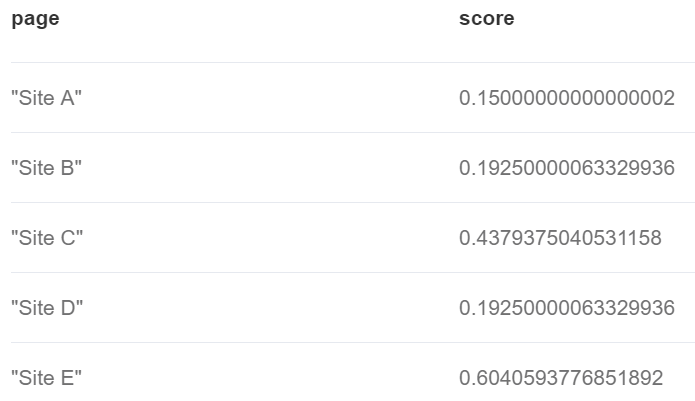 page score
"Site A" 0.15000000000000002
"Site B" 0.19250000063329936
"Site C" 0.4379375040531158
"Site D" 0.19250000063329936
"Site E" 0.6040593776851892